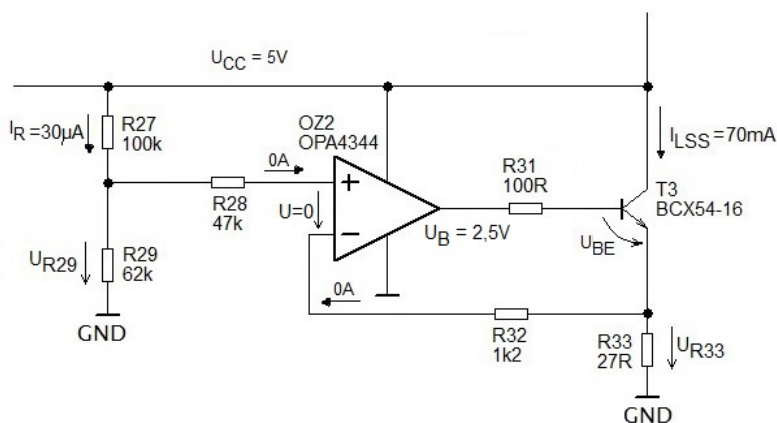 UCC = 5V
IR =30µA
R27
100k
OZ2
OPA4344
0A
R28
47k
U=0
+
−
UB = 2,5V
R31
100R
ILSS=70mA
T3
BCX54-16
UBE
UR29
R29
62k
GND
0A
R32
1k2
R33
27R
UR33
GND